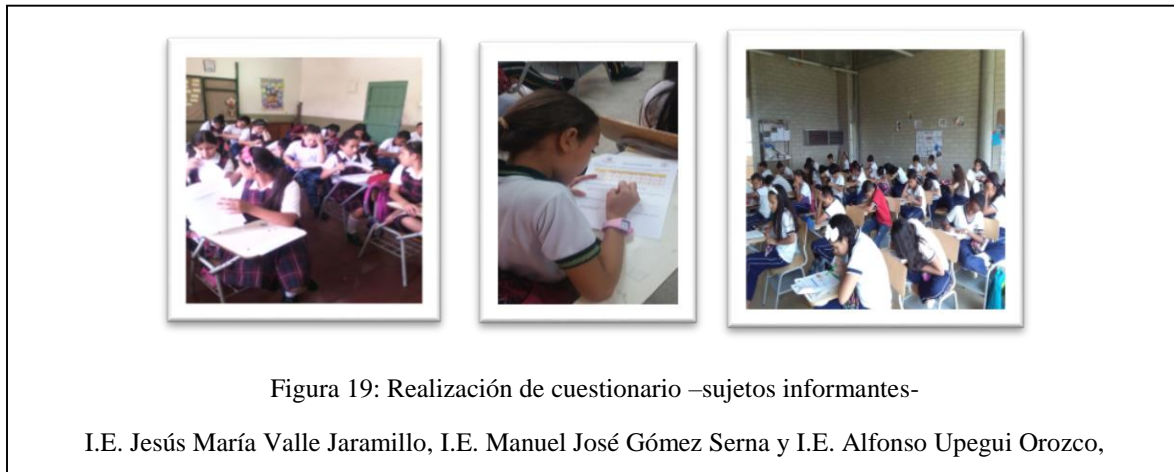 Figura 19: Realización de cuestionario –sujetos informantes-
I.E. Jesús María Valle Jaramillo, I.E. Manuel José Gómez Serna y I.E. Alfonso Upegui Orozco,